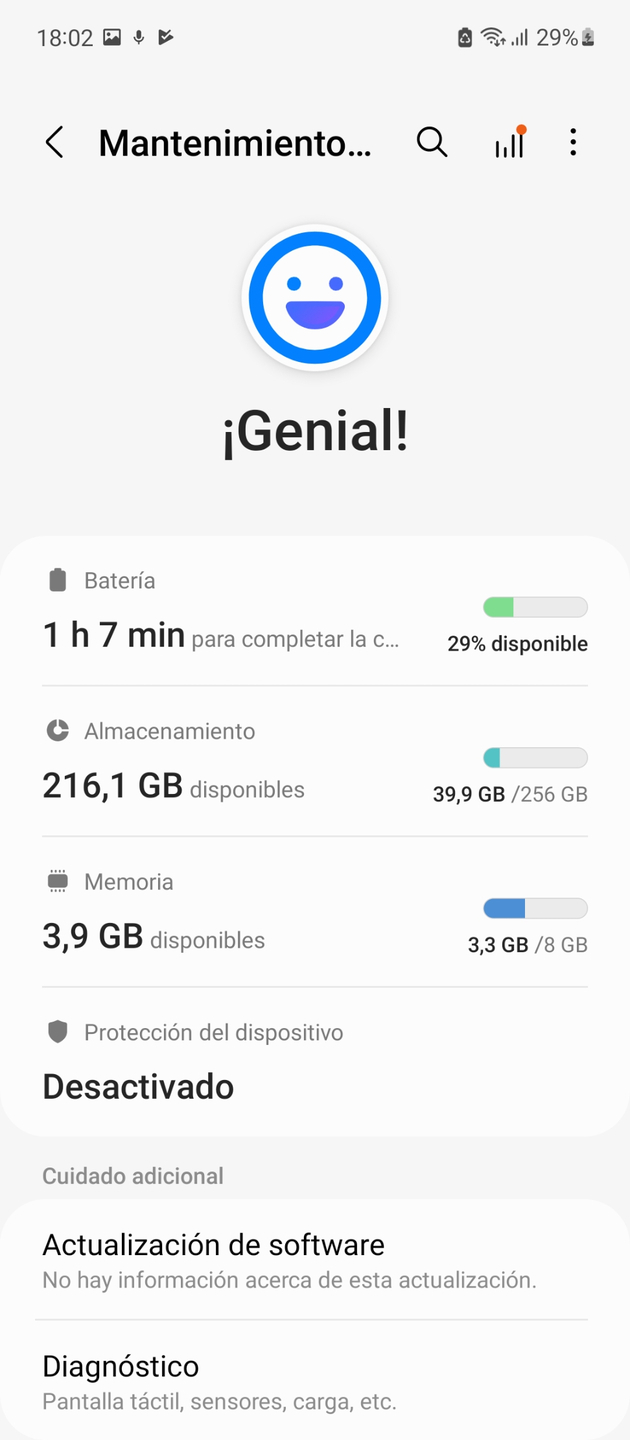 18:02 29%
Mantenimiento...
¡Genial!
Batería
1 h 7 min para completar la c...
29% disponible
Almacenamiento
216,1 GB disponibles
39,9 GB /256 GB
Memoria
3,9 GB disponibles
3,3 GB /8 GB
Protección del dispositivo
Desactivado
Cuidado adicional
Actualización de software
No hay información acerca de esta actualización.
Diagnóstico
Pantalla táctil, sensores, carga, etc.